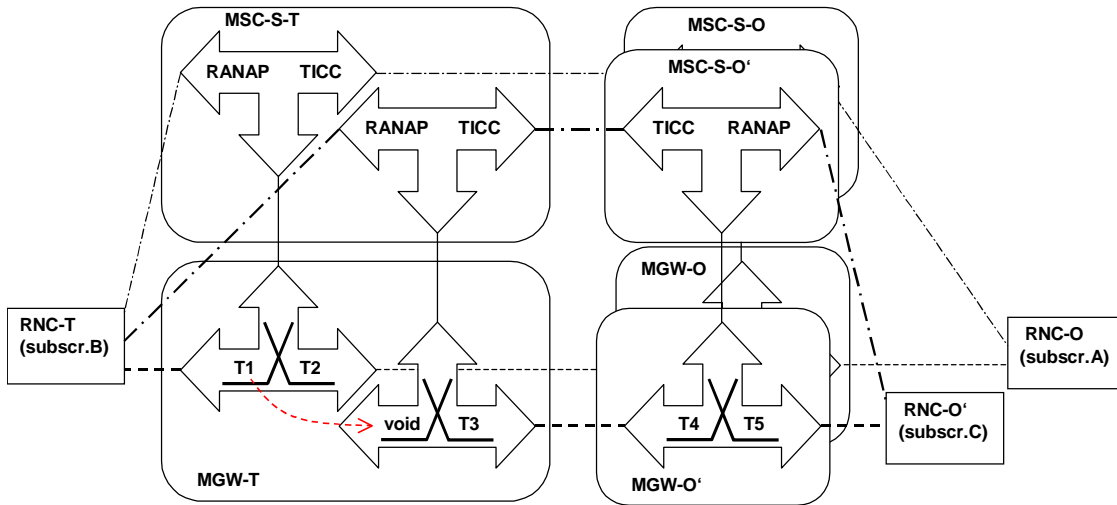 MSC-S-T
MSC-S-O
MSC-S-O‘
RANAP TICC
RANAP TICC
TICC RANAP
MGW-O
RNC-T
(subscr.B)
RNC-O
(subscr.A)
T1 T2
void T3
T4 T5
RNC-O‘
(subscr.C)
MGW-T
MGW-O‘